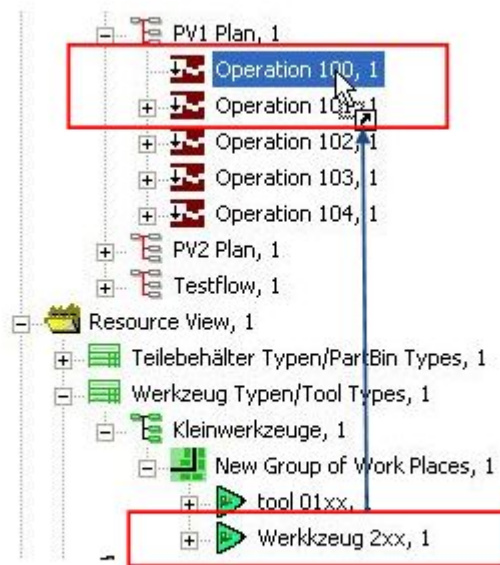 PV1 Plan, 1
Operation 100, 1
Operation 101, 1
Operation 102, 1
Operation 103, 1
Operation 104, 1
PV2 Plan, 1
Testflow, 1
Resource View, 1
Teilebehälter Typen/PartBin Types, 1
Werkzeug Typen/Tool Types, 1
Kleinwerkzeuge, 1
New Group of Work Places, 1
tool 01xx,
Werkkzeug 2xx, 1